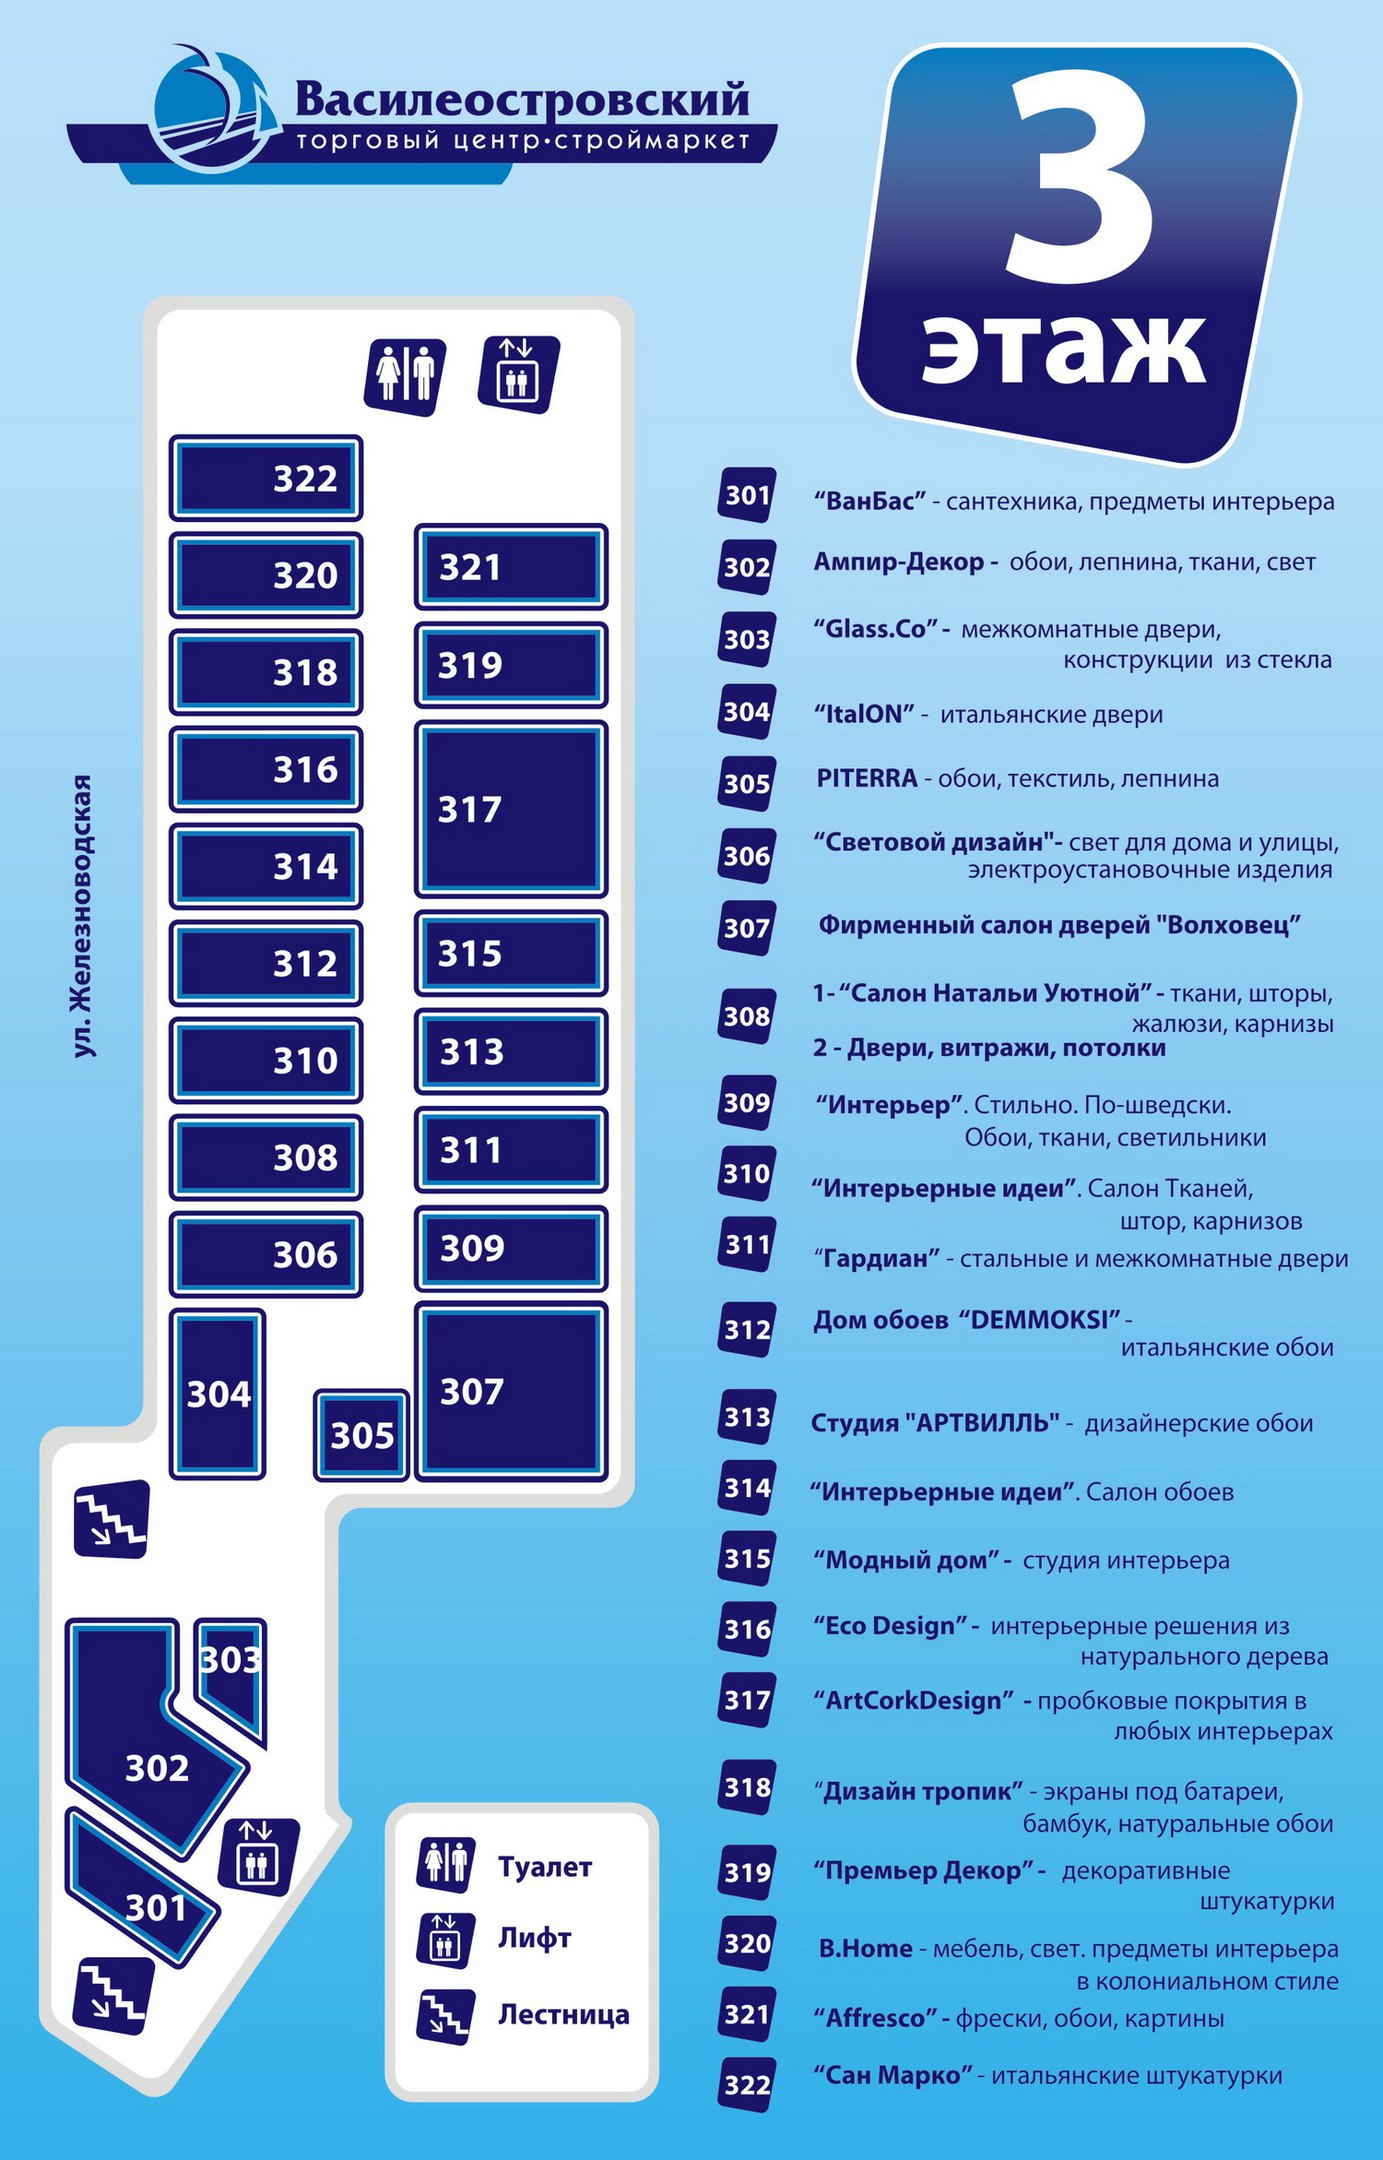 Василеостровский
торговый центр•строймаркет
3
этаж
ул. Железноводская
322
320
321
318
319
316
317
314
312
315
310
313
308
311
306
309
304
305
307
303
302
301
Туалет
Лифт
Лестница
301 “ВанБас” - сантехника, предметы интерьера
302 Ампир-Декор - обои, лепнина, ткани, свет
303 “Glass.Co” - межкомнатные двери,
конструкции из стекла
304 “ItalON” - итальянские двери
305 PITERRA - обои, текстиль, лепнина
306 “Световой дизайн"- свет для дома и улицы,
электроустановочные изделия
307 Фирменный салон дверей "Волховец”
308 1- “Салон Натальи Уютной” - ткани, шторы,
жалюзи, карнизы
2 - Двери, витражи, потолки
309 “Интерьер”. Стильно. По-шведски.
Обои, ткани, светильники
310 “Интерьерные идеи”. Салон Тканей,
штор, карнизов
311 “Гардиан” - стальные и межкомнатные двери
312 Дом обоев “DEMMOKSI” -
итальянские обои
313 Студия "АРТВИЛЛЬ" - дизайнерские обои
314 “Интерьерные идеи”. Салон обоев
315 “Модный дом” - студия интерьера
316 “Eco Design” - интерьерные решения из
натурального дерева
317 “ArtCorkDesign” - пробковые покрытия в
любых интерьерах
318 “Дизайн тропик” - экраны под батареи,
бамбук, натуральные обои
319 “Премьер Декор” - декоративные
штукатурки
320 B.Home - мебель, свет. предметы интерьера
в колониальном стиле
321 “Affresco” - фрески, обои, картины
322 “Сан Марко” - итальянские штукатурки